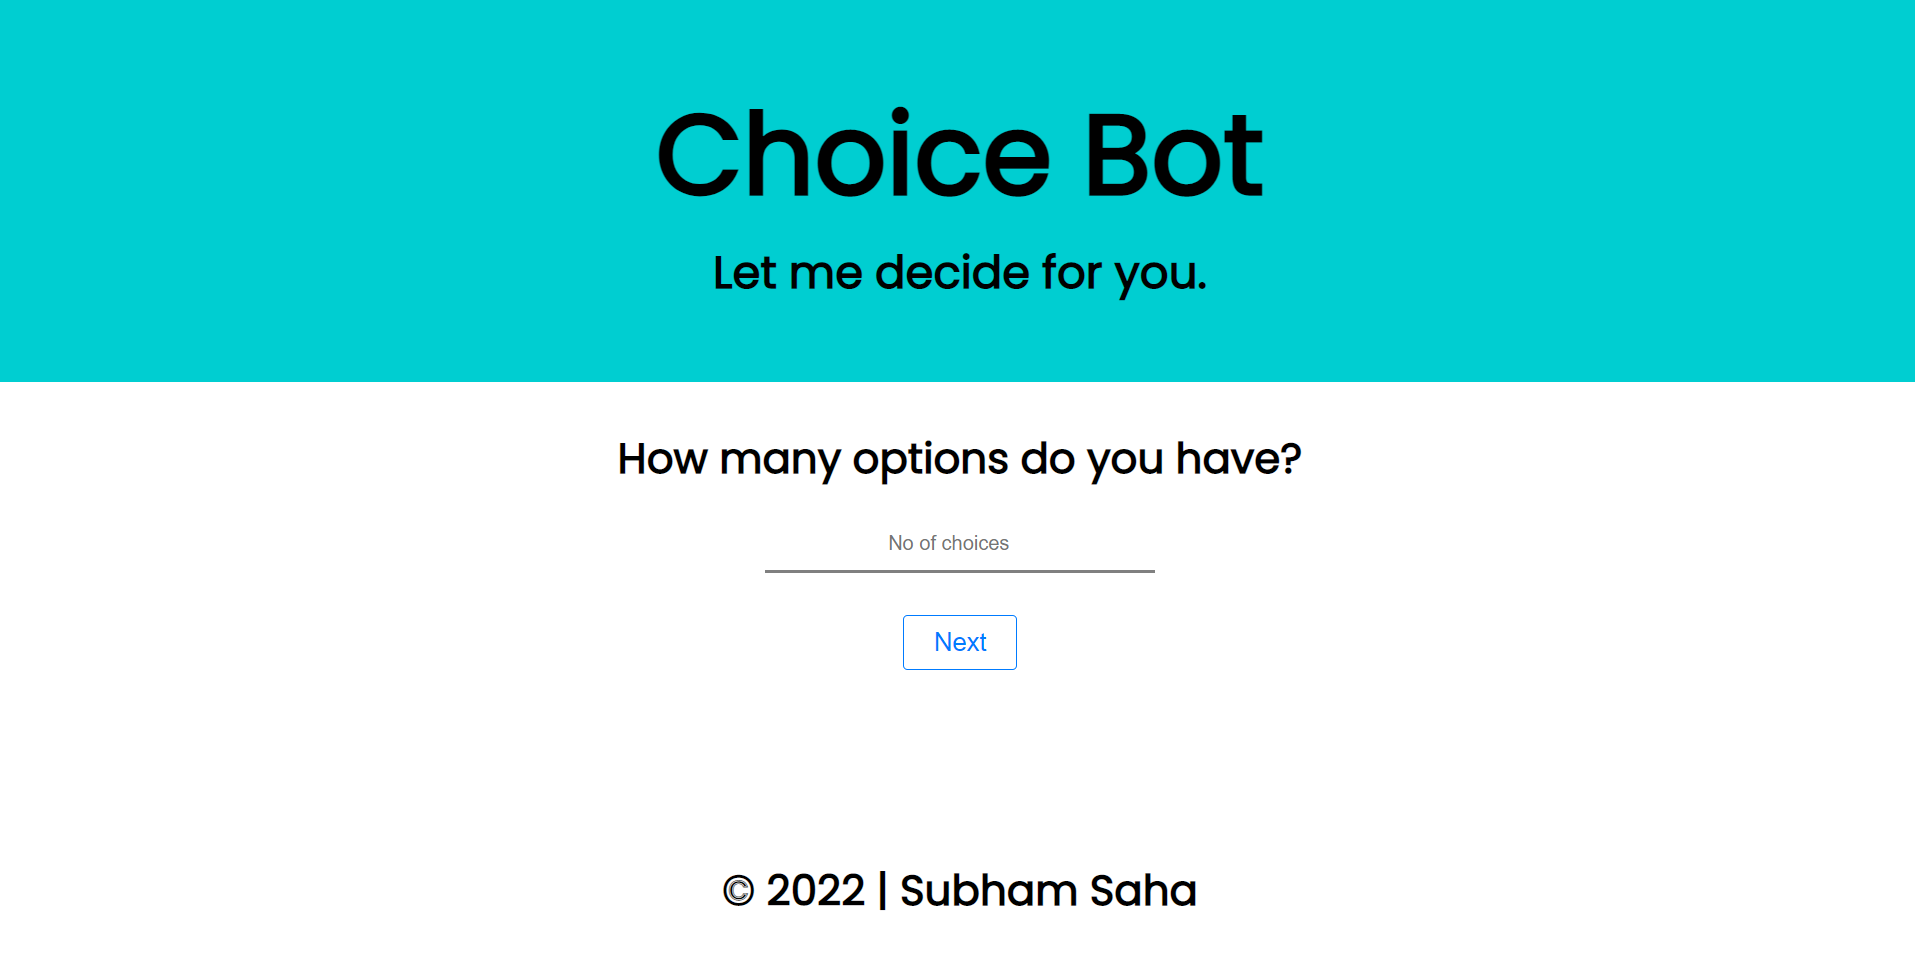 Choice Bot
Let me decide for you.
How many options do you have?
No of choices
Next
© 2022 | Subham Saha